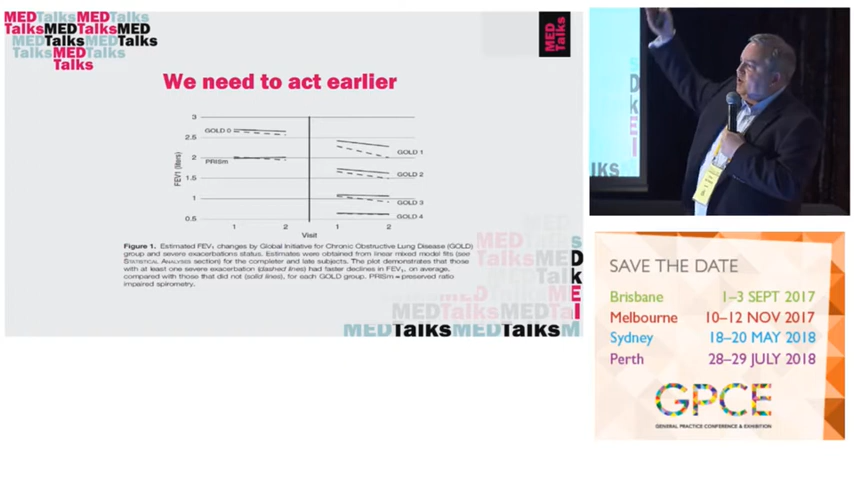 MEDTalksMEDTalks
TalksMEDTalksMED
MEDTalksMEDTalks
TalksMEDTalks
Talks
MED
Talks
We need to act earlier
3
2.5
2
1.5
1
0.5
FEV1 (liters)
GOLD 0
PRISm
GOLD 1
GOLD 2
GOLD 3
GOLD 4
1
2
1
2
Visit
Figure 1. Estimated FEV₁ changes by Global Initiative for Chronic Obstructive Lung Disease (GOLD)
group and severe exacerbations status. Estimates were obtained from linear mixed model fits (see
STATISTICAL ANALYSIS section) for the completer and late subjects. The plot demonstrates that those
with at least one severe exacerbation (dashed lines) had faster declines in FEV₁, on average,
compared with those that did not (solid lines), for each GOLD group. PRISm = preserved ratio
impaired spirometry.
MEDTalksMEDTalksM
SAVE THE DATE
Brisbane 1–3 SEPT 2017
Melbourne 10–12 NOV 2017
Sydney 18–20 MAY 2018
Perth 28–29 JULY 2018
GPCE
GENERAL PRACTICE CONFERENCE & EXHIBITION